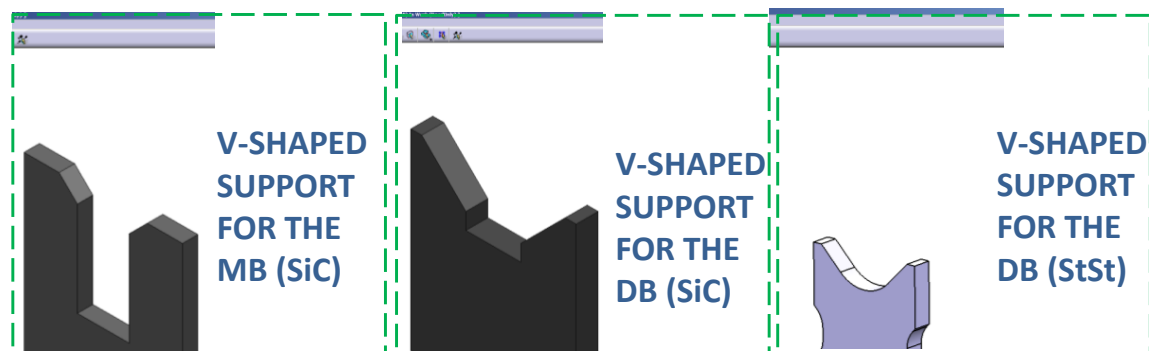 V-SHAPED
SUPPORT
FOR THE
MB (SiC)
V-SHAPED
SUPPORT
FOR THE
DB (SiC)
V-SHAPED
SUPPORT
FOR THE
DB (StSt)